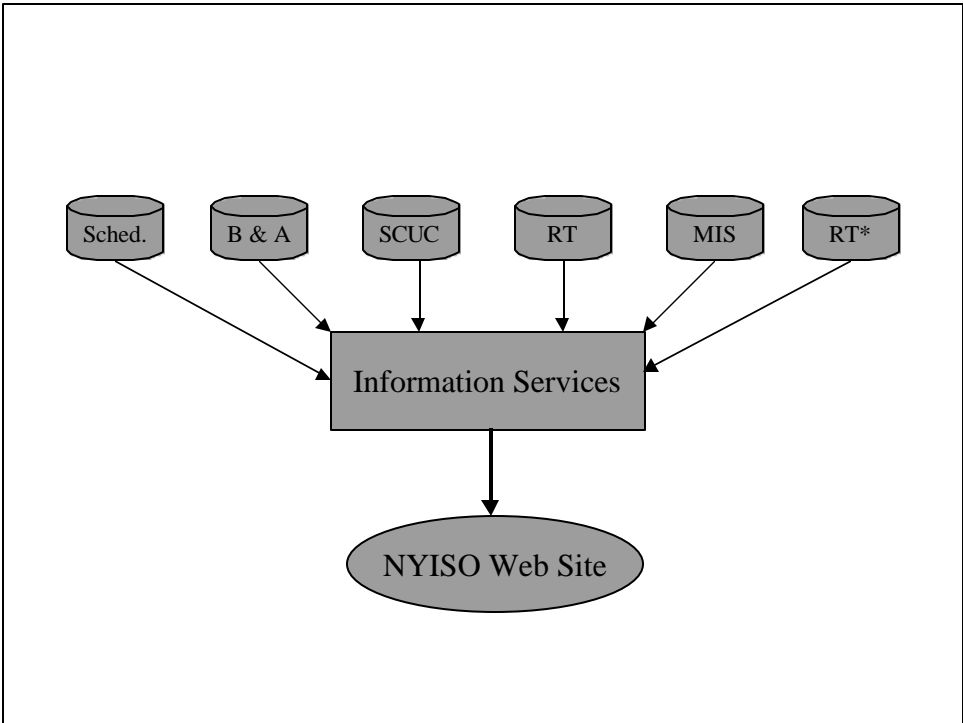 Sched.
B & A
SCUC
RT
MIS
RT*
Information Services
NYISO Web Site